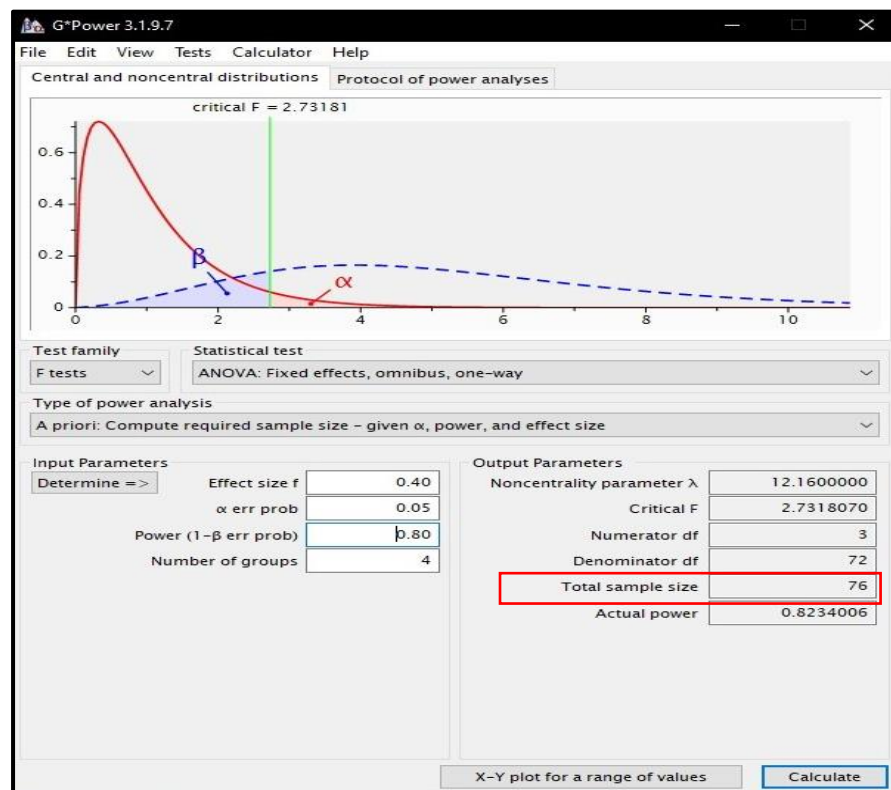 G*Power 3.1.9.7
File Edit View Tests Calculator Help
Central and noncentral distributions Protocol of power analyses
critical F = 2.73181
0.6
0.4
0.2
0
β
α
0 2 4 6 8 10
Test family Statistical test
F tests ANOVA: Fixed effects, omnibus, one-way
Type of power analysis
A priori: Compute required sample size – given α, power, and effect size
Input Parameters Output Parameters
Determine => Effect size f 0.40 Noncentrality parameter λ 12.1600000
α err prob 0.05 Critical F 2.7318070
Power (1-β err prob) 0.80 Numerator df 3
Number of groups 4 Denominator df 72
Total sample size 76
Actual power 0.8234006
X-Y plot for a range of values Calculate